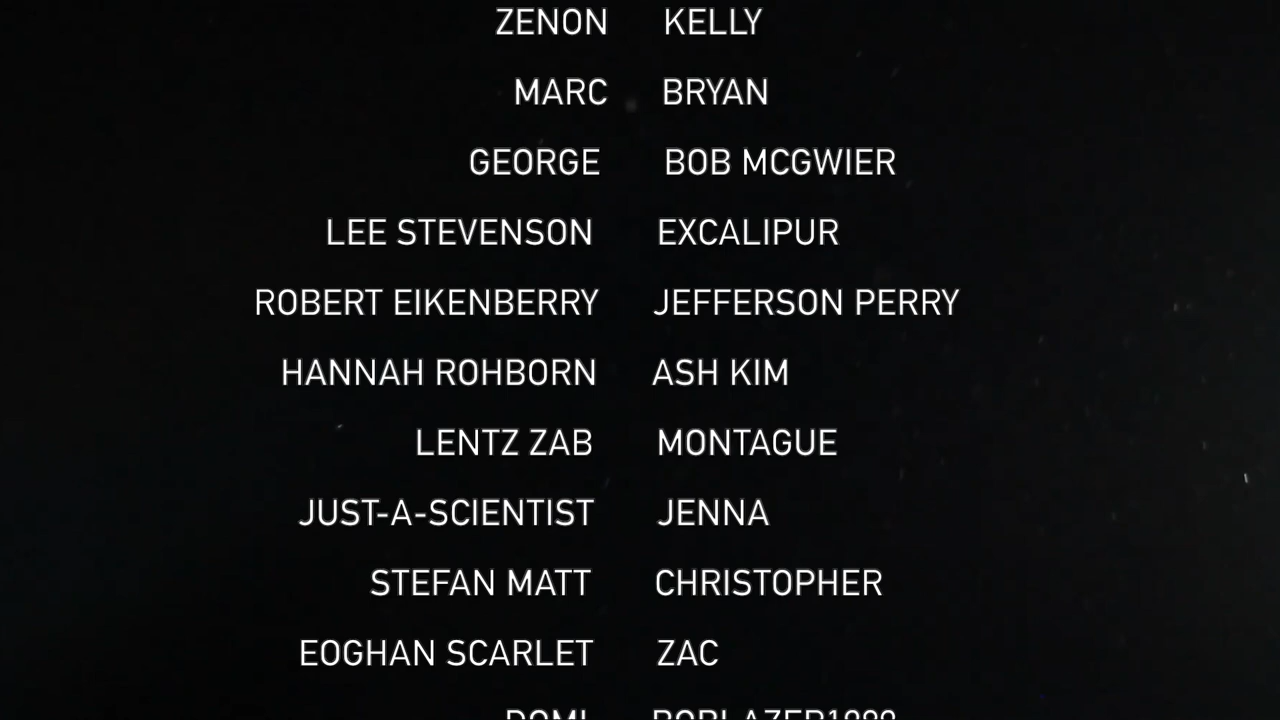 ZENON KELLY
MARC BRYAN
GEORGE BOB MCGWIER
LEE STEVENSON EXCALIPUR
ROBERT EIKENBERRY JEFFERSON PERRY
HANNAH ROHBORN ASH KIM
LENTZ ZAB MONTAGUE
JUST-A-SCIENTIST JENNA
STEFAN MATT CHRISTOPHER
EOGHAN SCARLET ZAC